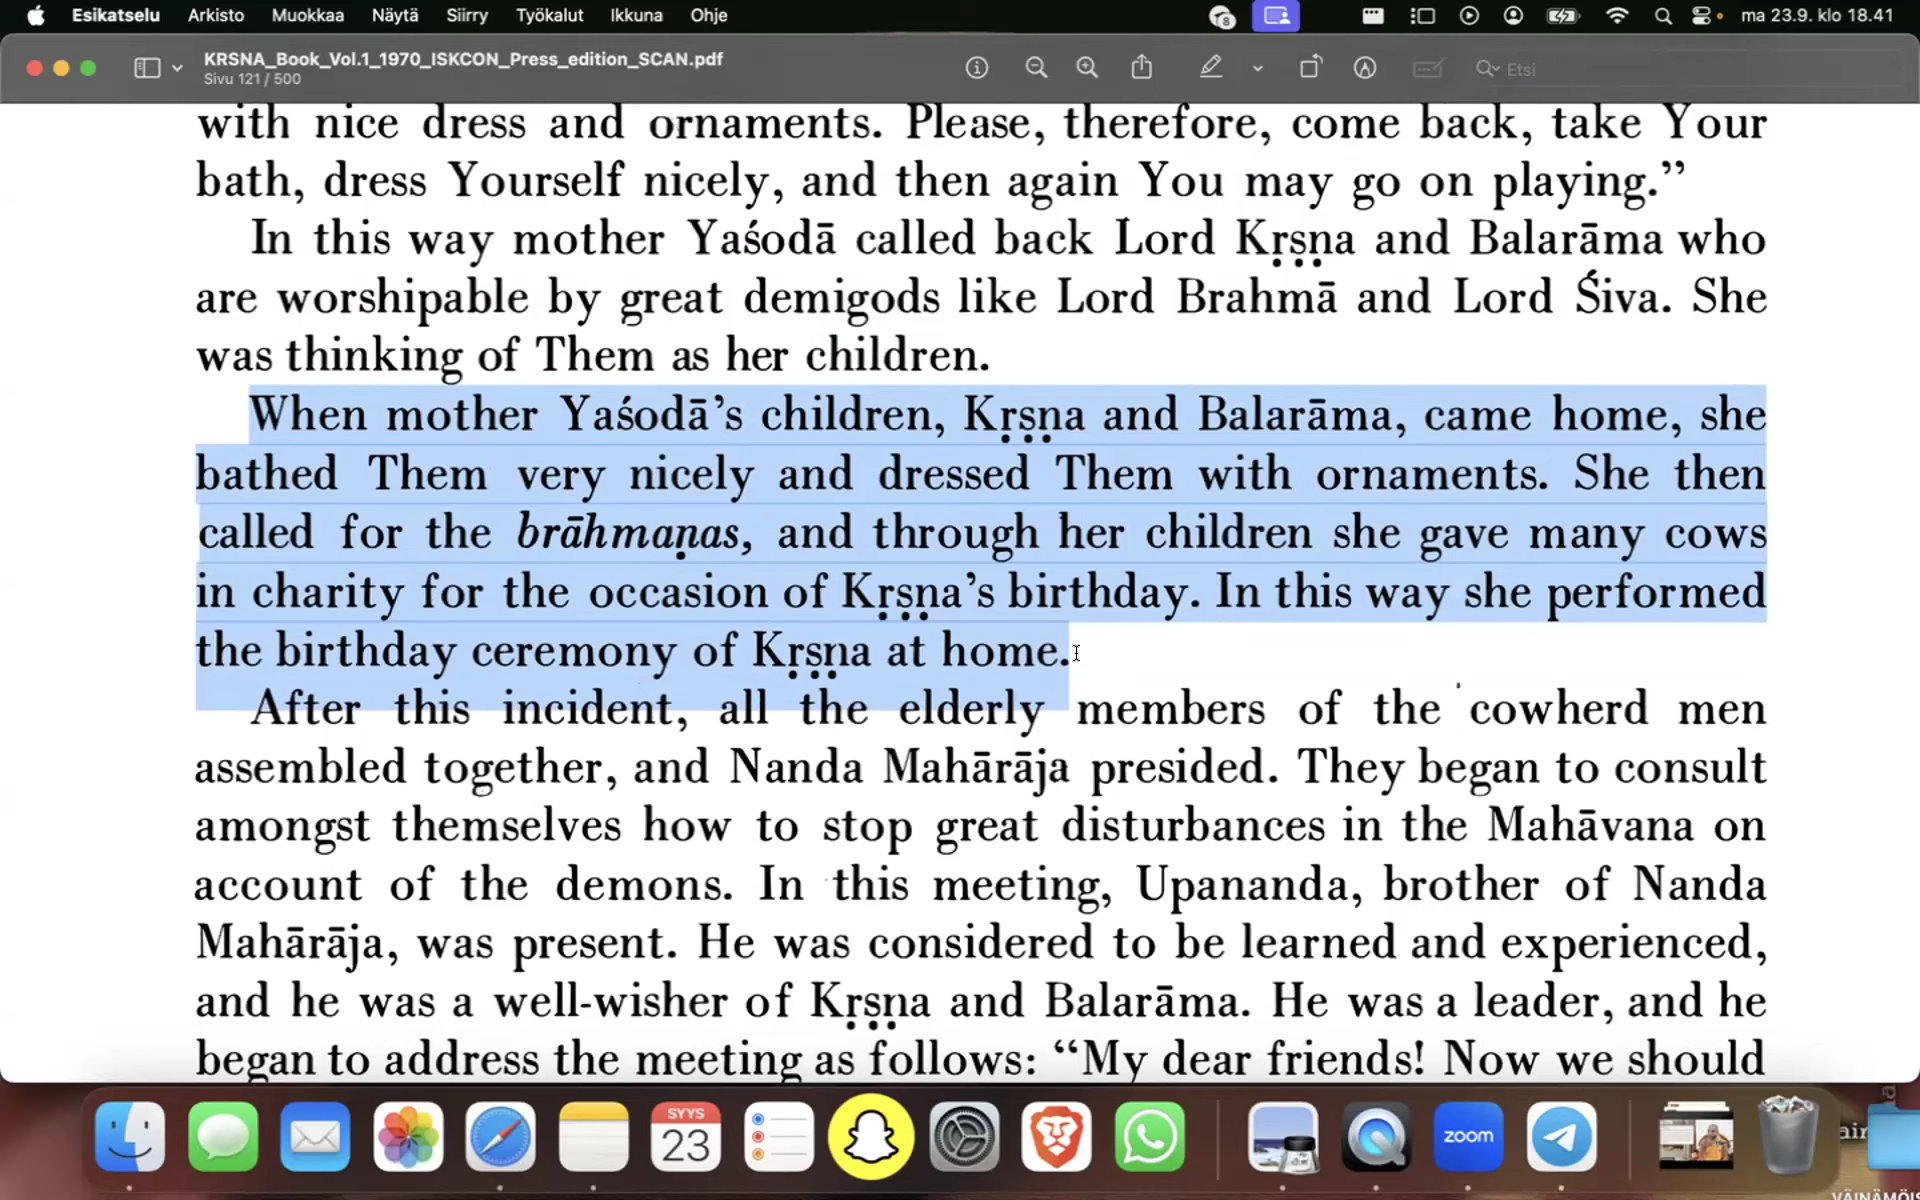 Esikatselu Arkisto Muokkaa Näytä Siirry Työkalut Ikkuna Ohje 8 ma 23.9. klo 18.41
KRSNA_Book_Vol.1_1970_ISKCON_Press_edition_SCAN.pdf
Sivu 121 / 500
Etsi
with nice dress and ornaments. Please, therefore, come back, take Your
bath, dress Yourself nicely, and then again You may go on playing.”
In this way mother Yaśodā called back Lord Kṛṣṇa and Balarāma who
are worshipable by great demigods like Lord Brahmā and Lord Śiva. She
was thinking of Them as her children.
When mother Yaśodā’s children, Kṛṣṇa and Balarāma, came home, she
bathed Them very nicely and dressed Them with ornaments. She then
called for the brāhmaṇas, and through her children she gave many cows
in charity for the occasion of Kṛṣṇa’s birthday. In this way she performed
the birthday ceremony of Kṛṣṇa at home.
After this incident, all the elderly members of the cowherd men
assembled together, and Nanda Mahārāja presided. They began to consult
amongst themselves how to stop great disturbances in the Mahāvana on
account of the demons. In this meeting, Upananda, brother of Nanda
Mahārāja, was present. He was considered to be learned and experienced,
and he was a well-wisher of Kṛṣṇa and Balarāma. He was a leader, and he
began to address the meeting as follows: “My dear friends! Now we should
SYYS
23
zoom